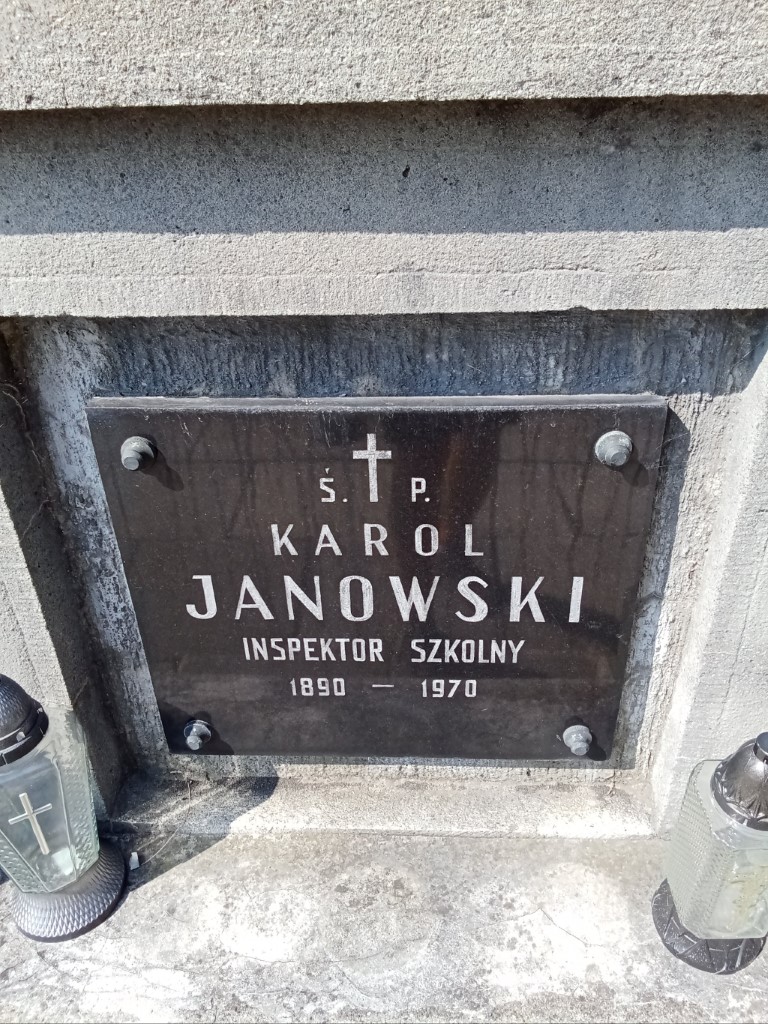 Ś. P.
KAROL
JANOWSKI
INSPEKTOR SZKOLNY
1890 — 1970